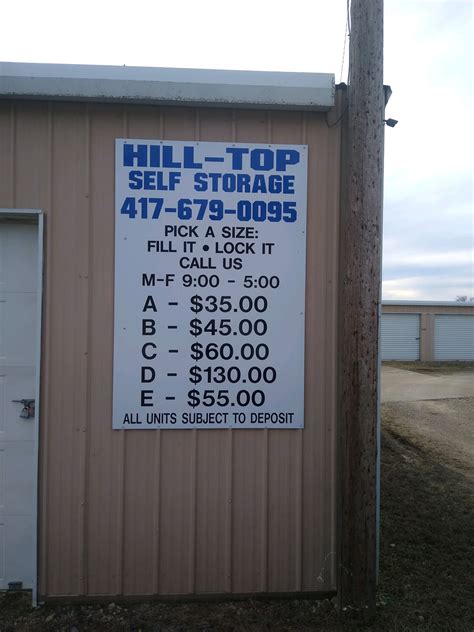 HILL-TOP
SELF STORAGE
417-679-0095
PICK A SIZE:
FILL IT • LOCK IT
CALL US
M-F 9:00 - 5:00
A - $35.00
B - $45.00
C - $60.00
D - $130.00
E - $55.00
ALL UNITS SUBJECT TO DEPOSIT